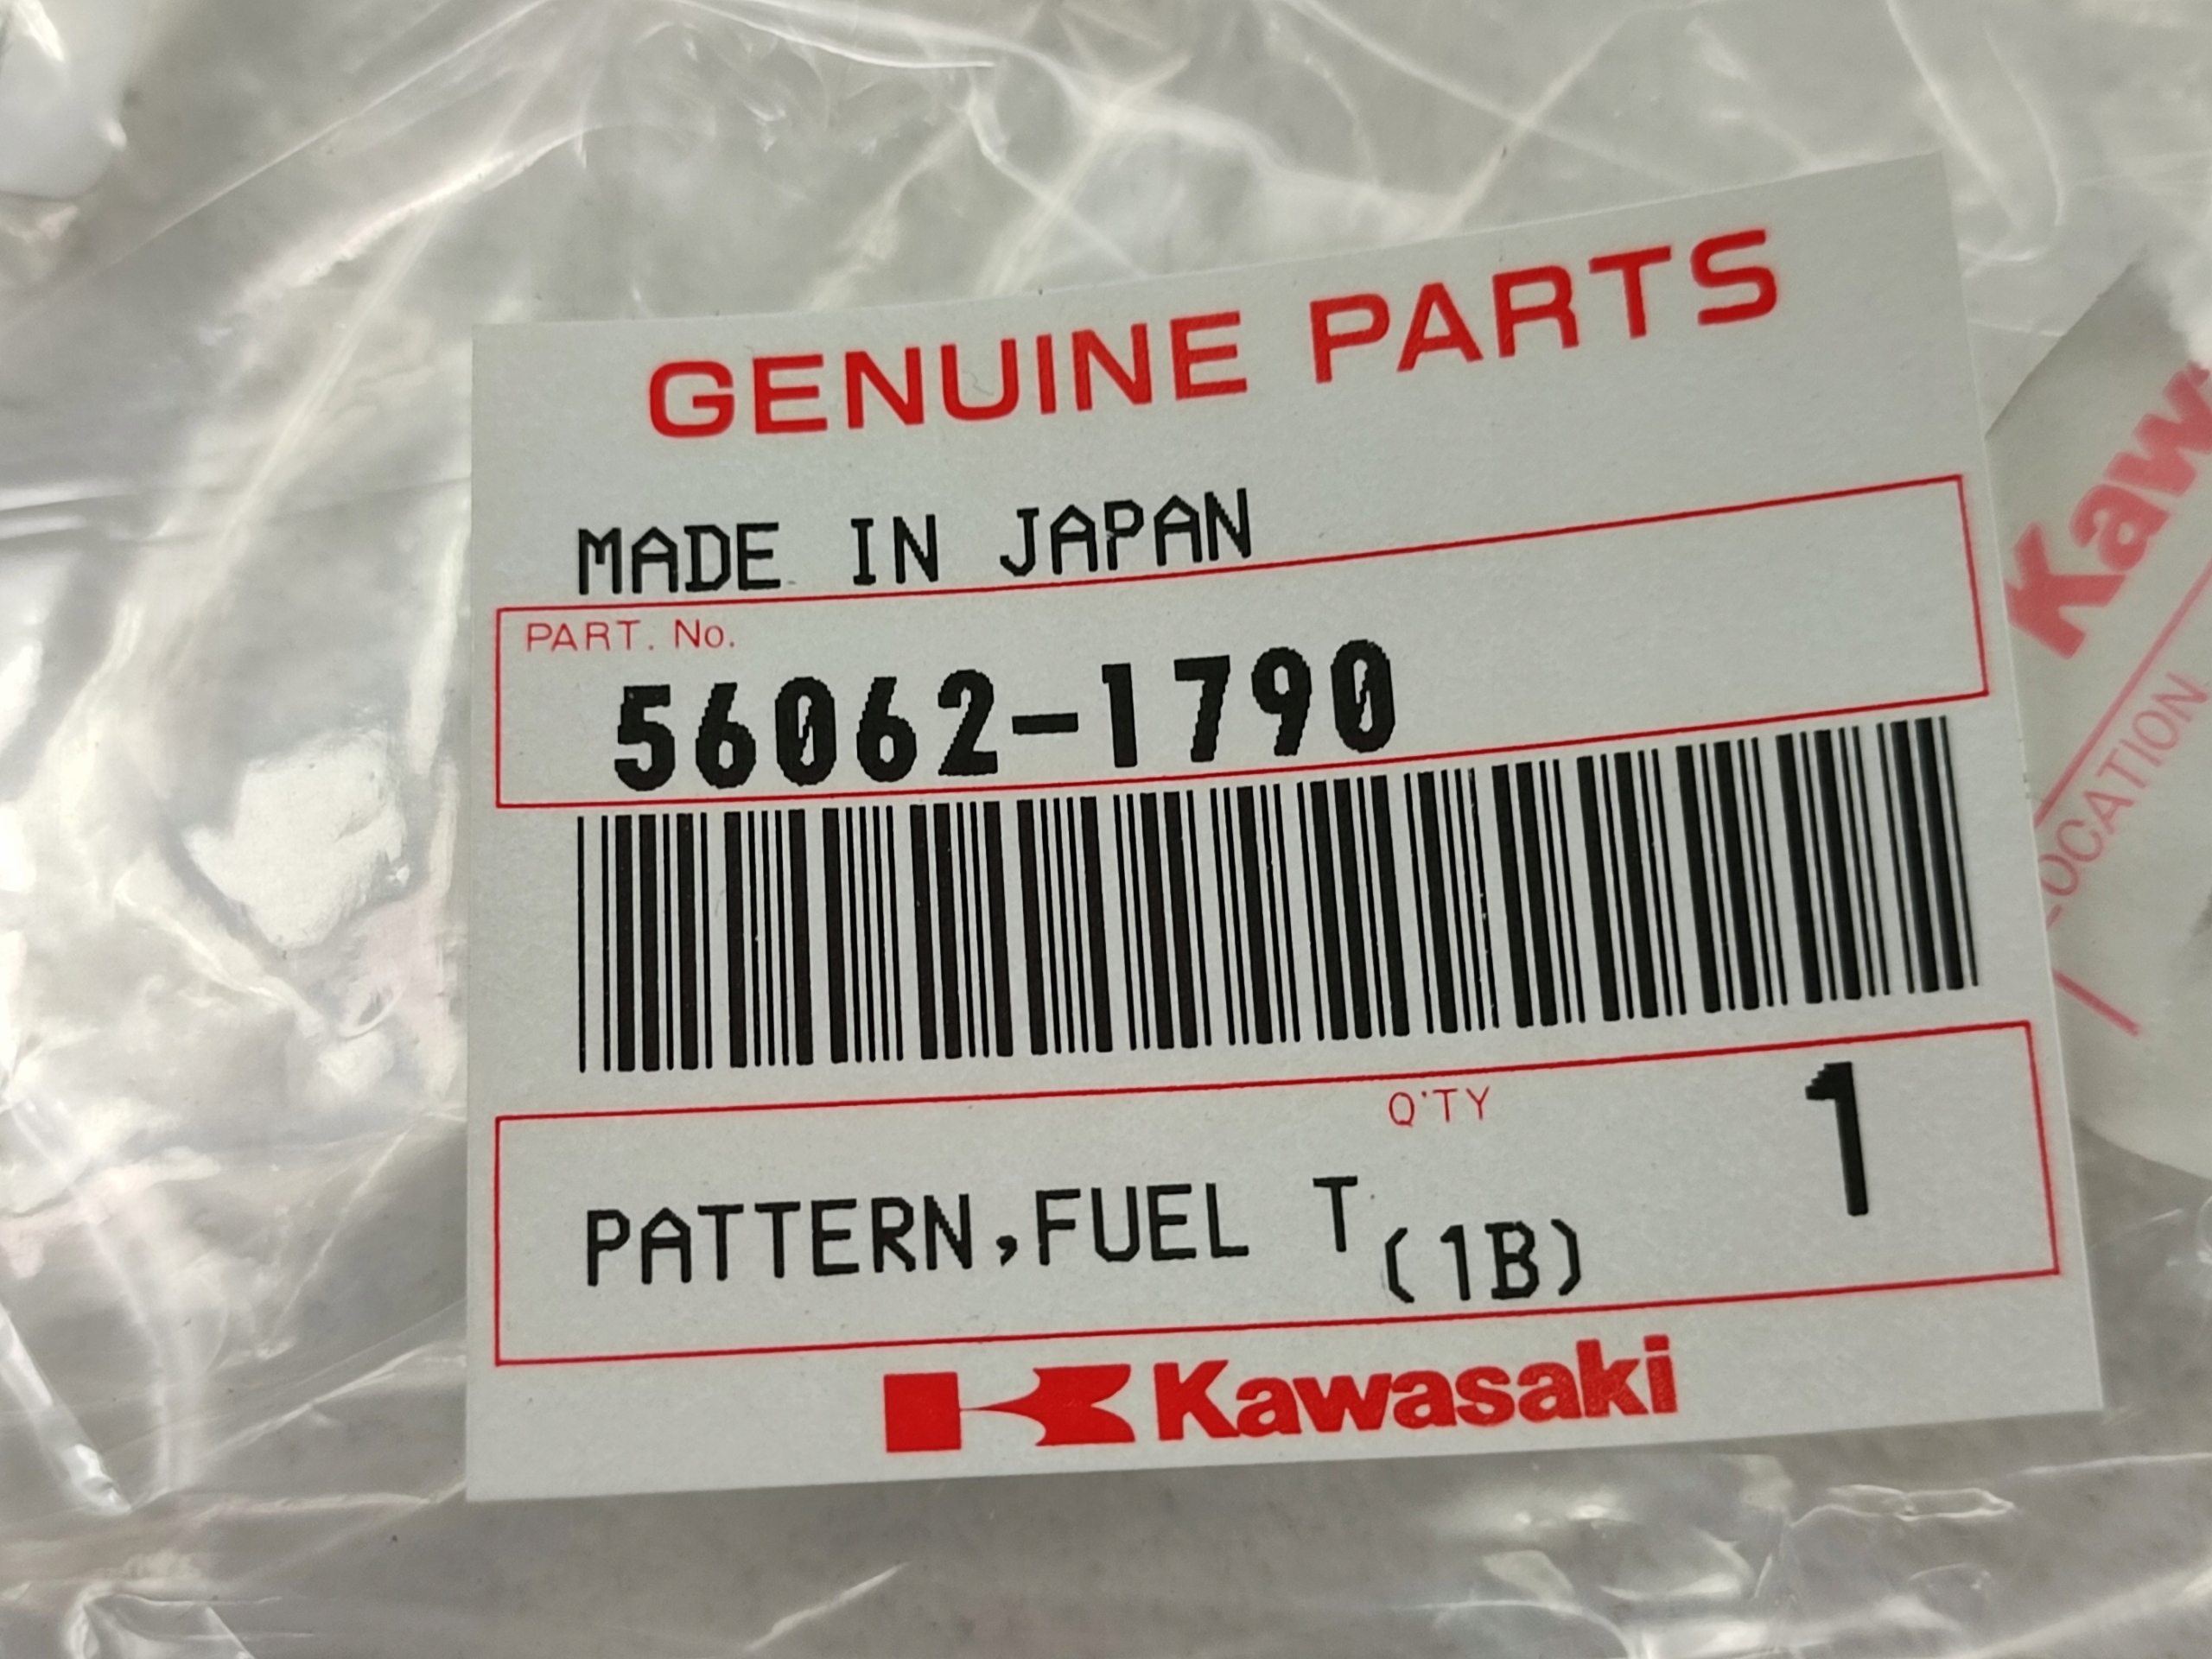 GENUINE PARTS
MADE IN JAPAN
PART. No.
56062-1790
Q'TY
1
PATTERN,FUEL T(1B)
Kawasaki
Kaw
LOCATION